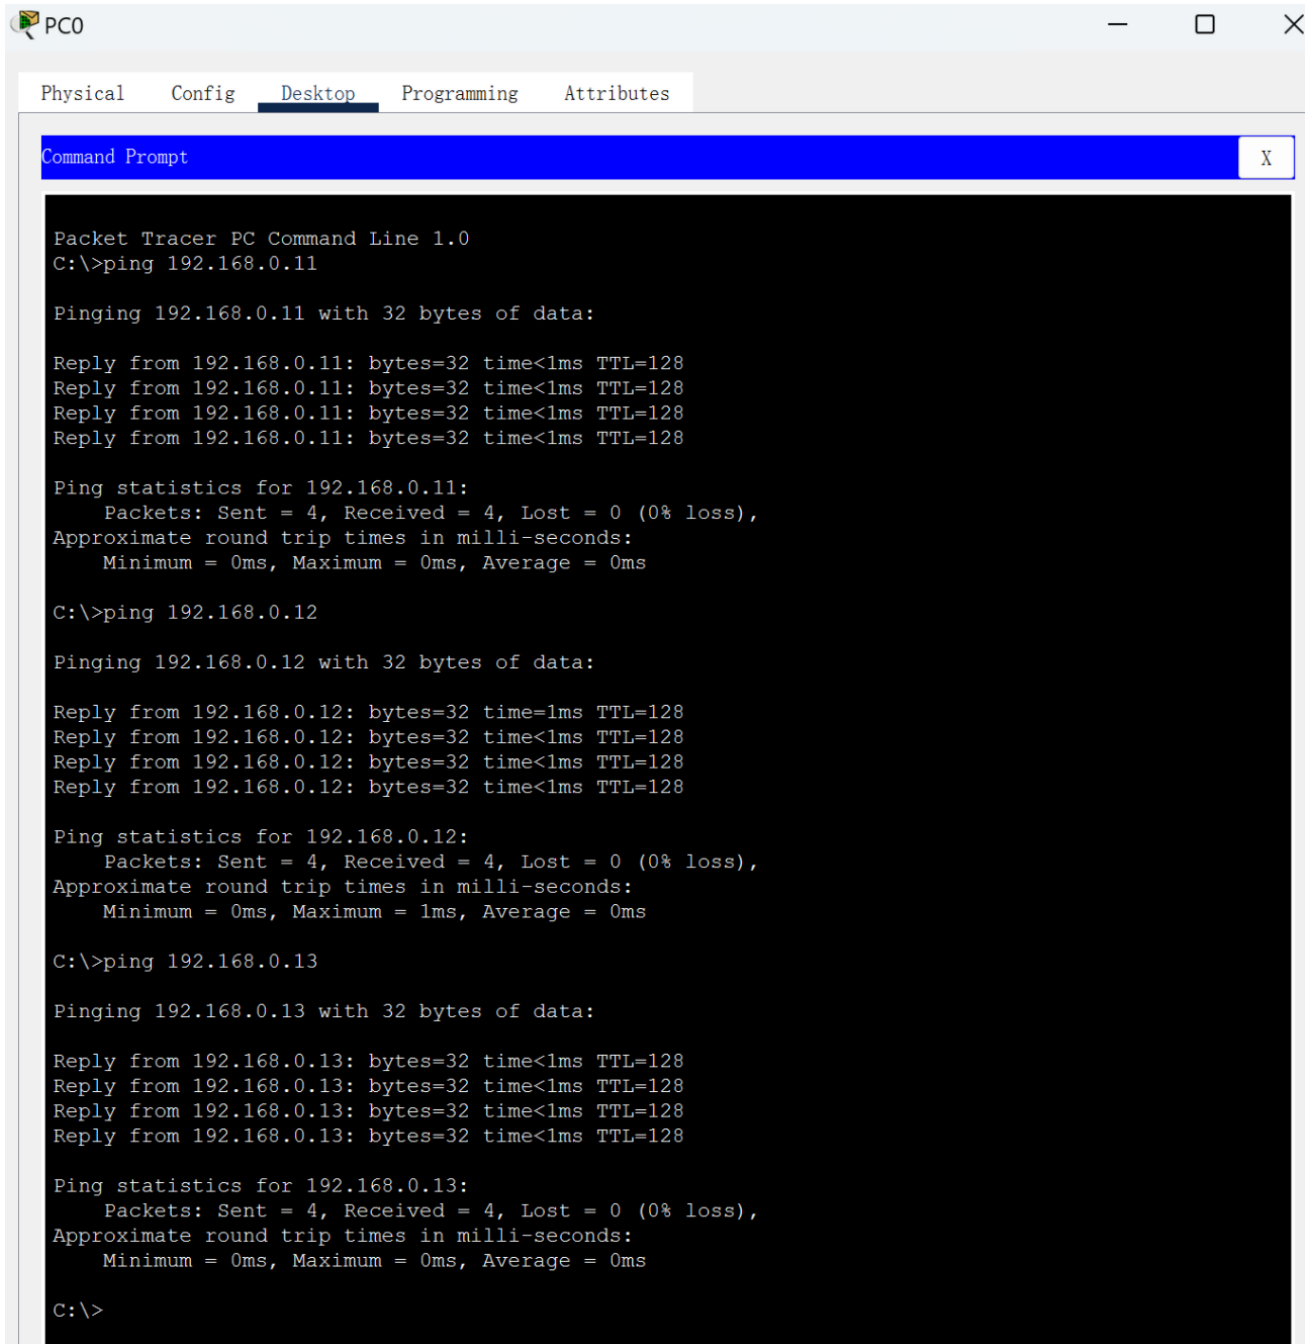 PC0
Physical Config Desktop Programming Attributes
Command Prompt X
Packet Tracer PC Command Line 1.0
C:\>ping 192.168.0.11
Pinging 192.168.0.11 with 32 bytes of data:
Reply from 192.168.0.11: bytes=32 time<1ms TTL=128
Reply from 192.168.0.11: bytes=32 time<1ms TTL=128
Reply from 192.168.0.11: bytes=32 time<1ms TTL=128
Reply from 192.168.0.11: bytes=32 time<1ms TTL=128
Ping statistics for 192.168.0.11:
    Packets: Sent = 4, Received = 4, Lost = 0 (0% loss),
Approximate round trip times in milli-seconds:
    Minimum = 0ms, Maximum = 0ms, Average = 0ms
C:\>ping 192.168.0.12
Pinging 192.168.0.12 with 32 bytes of data:
Reply from 192.168.0.12: bytes=32 time=1ms TTL=128
Reply from 192.168.0.12: bytes=32 time<1ms TTL=128
Reply from 192.168.0.12: bytes=32 time<1ms TTL=128
Reply from 192.168.0.12: bytes=32 time<1ms TTL=128
Ping statistics for 192.168.0.12:
    Packets: Sent = 4, Received = 4, Lost = 0 (0% loss),
Approximate round trip times in milli-seconds:
    Minimum = 0ms, Maximum = 1ms, Average = 0ms
C:\>ping 192.168.0.13
Pinging 192.168.0.13 with 32 bytes of data:
Reply from 192.168.0.13: bytes=32 time<1ms TTL=128
Reply from 192.168.0.13: bytes=32 time<1ms TTL=128
Reply from 192.168.0.13: bytes=32 time<1ms TTL=128
Reply from 192.168.0.13: bytes=32 time<1ms TTL=128
Ping statistics for 192.168.0.13:
    Packets: Sent = 4, Received = 4, Lost = 0 (0% loss),
Approximate round trip times in milli-seconds:
    Minimum = 0ms, Maximum = 0ms, Average = 0ms
C:\>